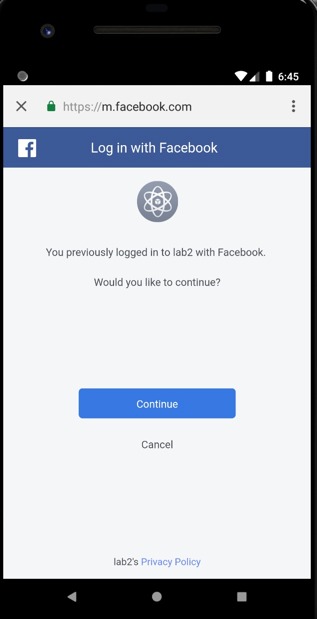 6:45
https://m.facebook.com
f
Log in with Facebook
You previously logged in to lab2 with Facebook.
Would you like to continue?
Continue
Cancel
lab2's Privacy Policy